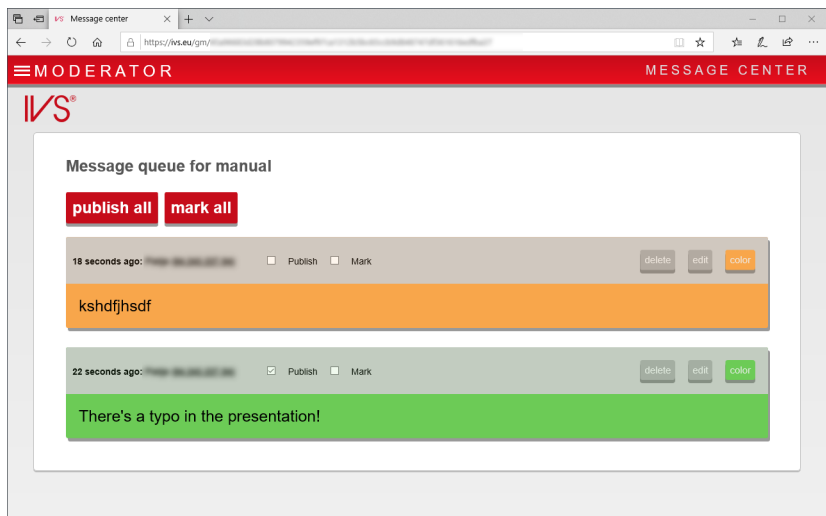 Message center
https://ivs.eu/gm/
MODERATOR
MESSAGE CENTER
IVS®
Message queue for manual
publish all mark all
18 seconds ago: Publish Mark delete edit color
kshdfjhsdf
22 seconds ago: Publish Mark delete edit color
There's a typo in the presentation!